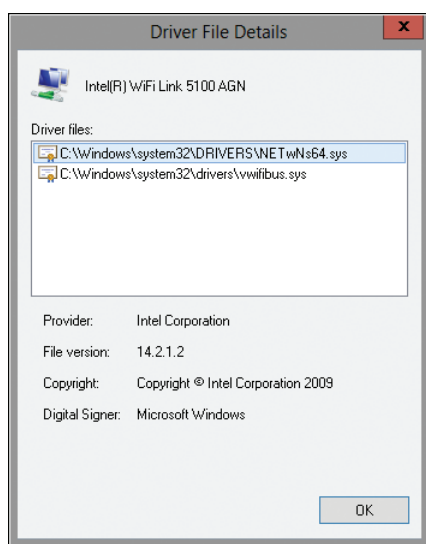 Driver File Details
x
Intel(R) WiFi Link 5100 AGN
Driver files:
C:\Windows\system32\DRIVERS\NETwNs64.sys
C:\Windows\system32\drivers\vwifibus.sys
Provider: Intel Corporation
File version: 14.2.1.2
Copyright: Copyright © Intel Corporation 2009
Digital Signer: Microsoft Windows
OK